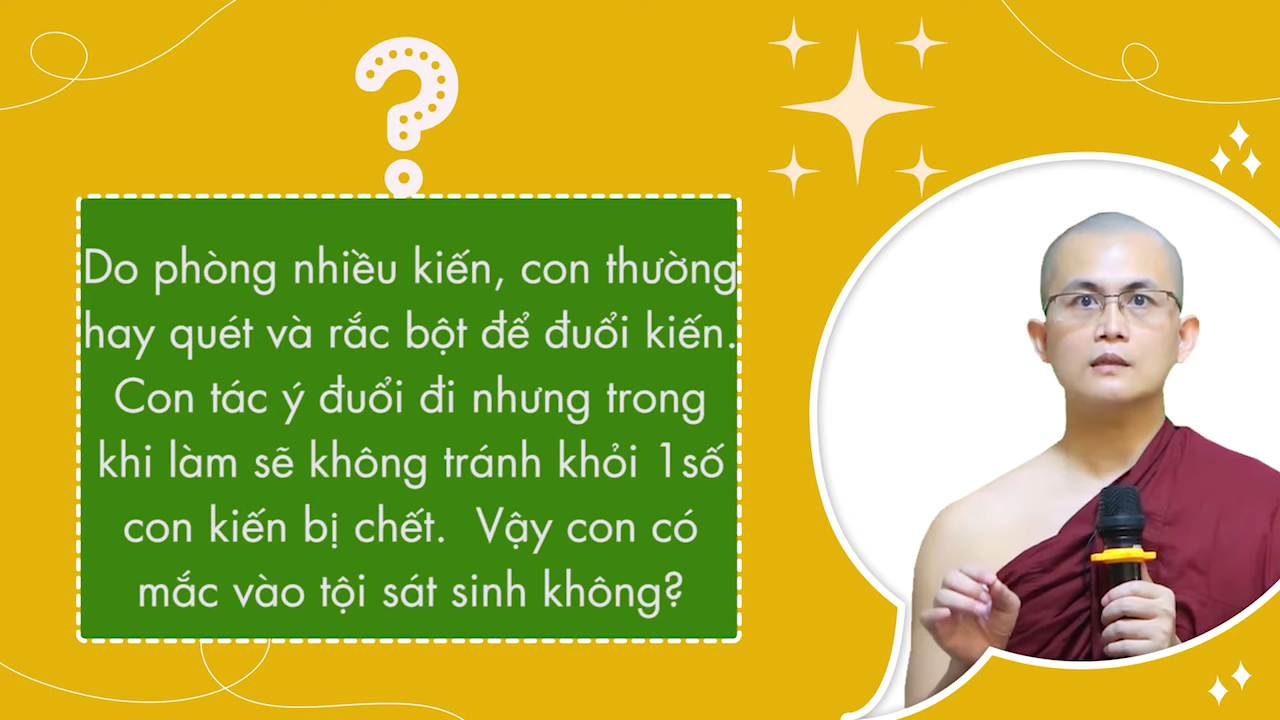 Do phòng nhiều kiến, con thường
hay quét và rắc bột để đuổi kiến.
Con tác ý đuổi đi nhưng trong
khi làm sẽ không tránh khỏi 1số
con kiến bị chết. Vậy con có
mắc vào tội sát sinh không?